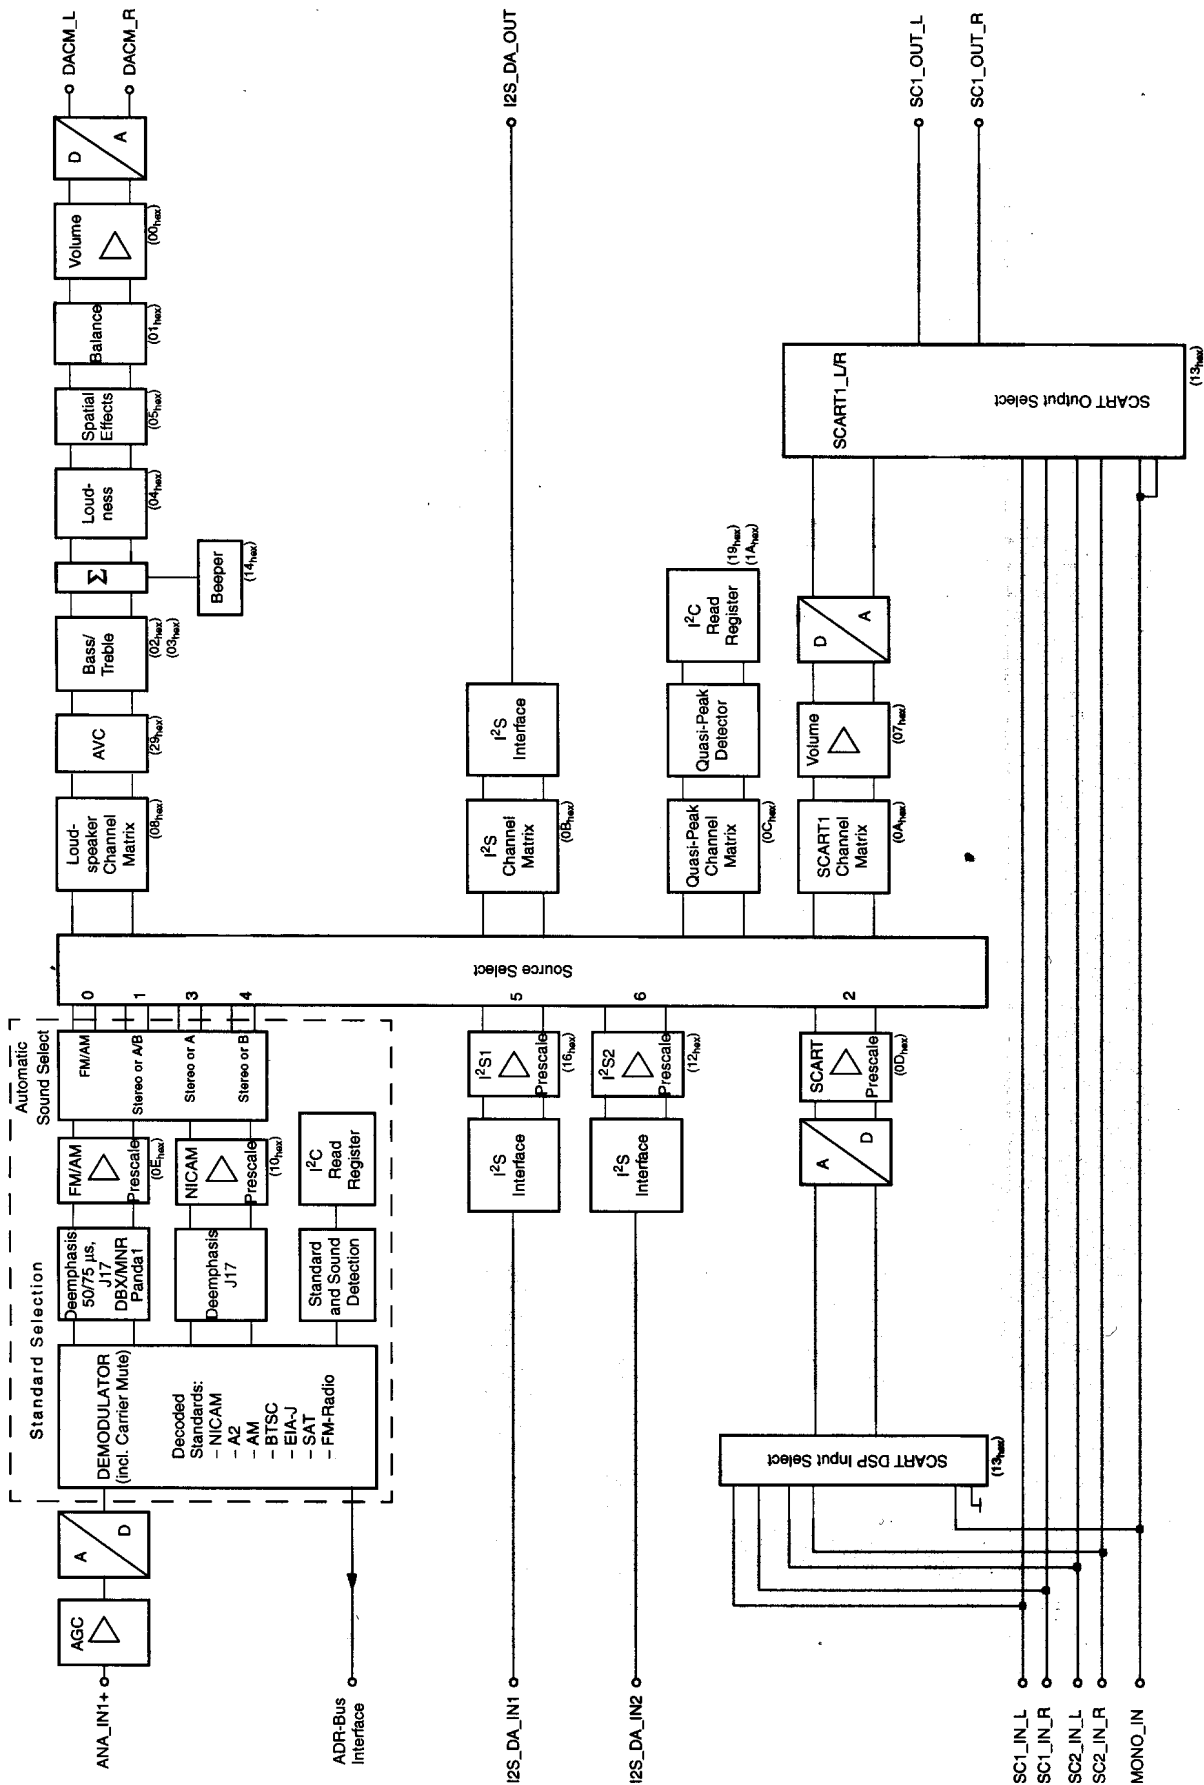 ANA_IN1+
AGC
A
D
ADR-Bus
Interface
Standard Selection
DEMODULATOR
(incl. Carrier Mute)
Decoded
Standards:
– NICAM
– A2
– AM
– BTSC
– EIA-J
– SAT
– FM-Radio
Deemphasis
50/75 µs,
J17
DBX/MNR
Panda1
Deemphasis
J17
Standard
and Sound
Detection
FM/AM
Prescale
(0Ehex)
NICAM
Prescale
(10hex)
I2C
Read
Register
Automatic
Sound Select
FM/AM
Stereo or A/B
Stereo or A
Stereo or B
0
1
3
4
5
6
2
Source Select
I2S_DA_IN1
I2S
Interface
I2S1
Prescale
(16hex)
I2S_DA_IN2
I2S
Interface
I2S2
Prescale
(12hex)
SCART DSP Input Select
(13hex)
A
D
SCART
Prescale
(0Dhex)
SC1_IN_L
SC1_IN_R
SC2_IN_L
SC2_IN_R
MONO_IN
Loud-
speaker
Channel
Matrix
(08hex)
AVC
(29hex)
Bass/
Treble
(02hex)
(03hex)
Σ
Beeper
(14hex)
Loud-
ness
(04hex)
Spatial
Effects
(05hex)
Balance
(01hex)
Volume
(00hex)
D
A
DACM_L
DACM_R
I2S
Channel
Matrix
(0Bhex)
I2S
Interface
I2S_DA_OUT
Quasi-Peak
Channel
Matrix
(0Chex)
Quasi-Peak
Detector
I2C
Read
Register
(19hex)
(1Ahex)
SCART1
Channel
Matrix
(0Ahex)
Volume
(07hex)
D
A
SCART1_L/R
SCART Output Select
(13hex)
SC1_OUT_L
SC1_OUT_R